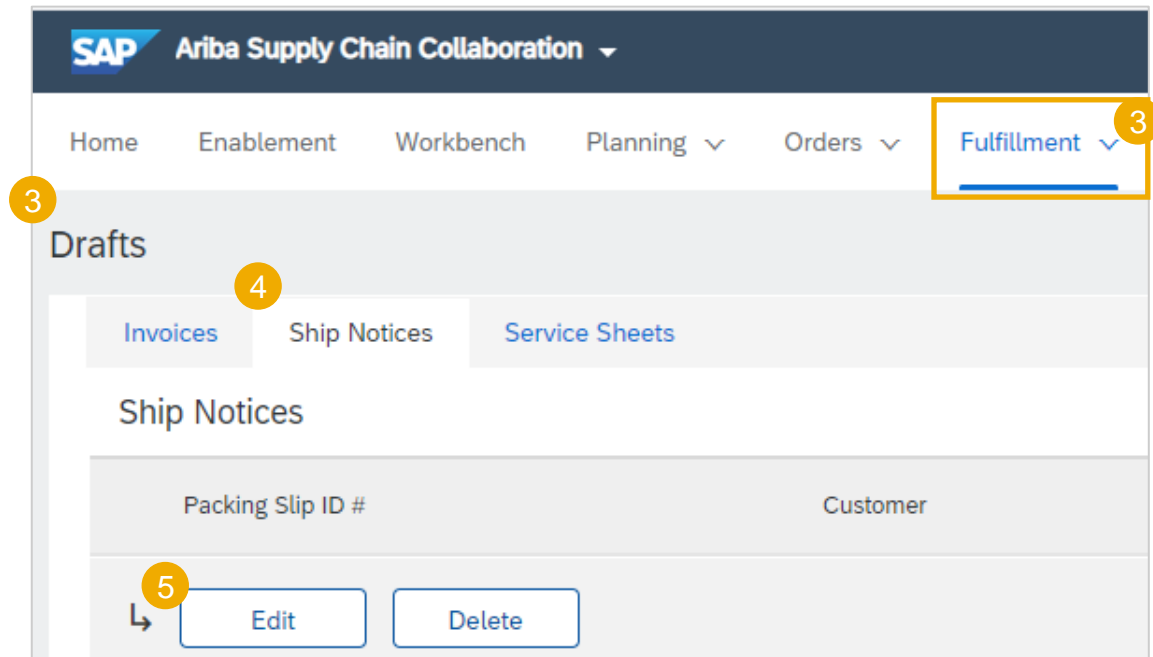 SAP Ariba Supply Chain Collaboration
Home Enablement Workbench Planning Orders Fulfillment 3
3
Drafts
4
Invoices Ship Notices Service Sheets
Ship Notices
Packing Slip ID # Customer
5
Edit Delete